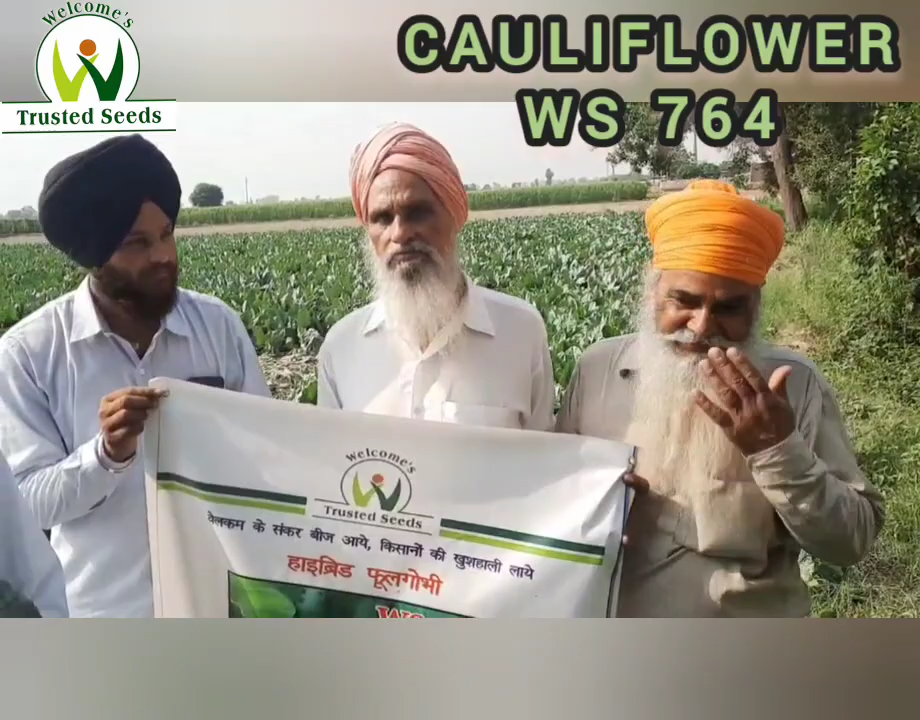 Welcome's
Trusted Seeds
CAULIFLOWER
WS 764
Welcome's
Trusted Seeds
वेलकम के संकर बीज आये, किसानों की खुशहाली लाये
हाइब्रिड फूलगोभी